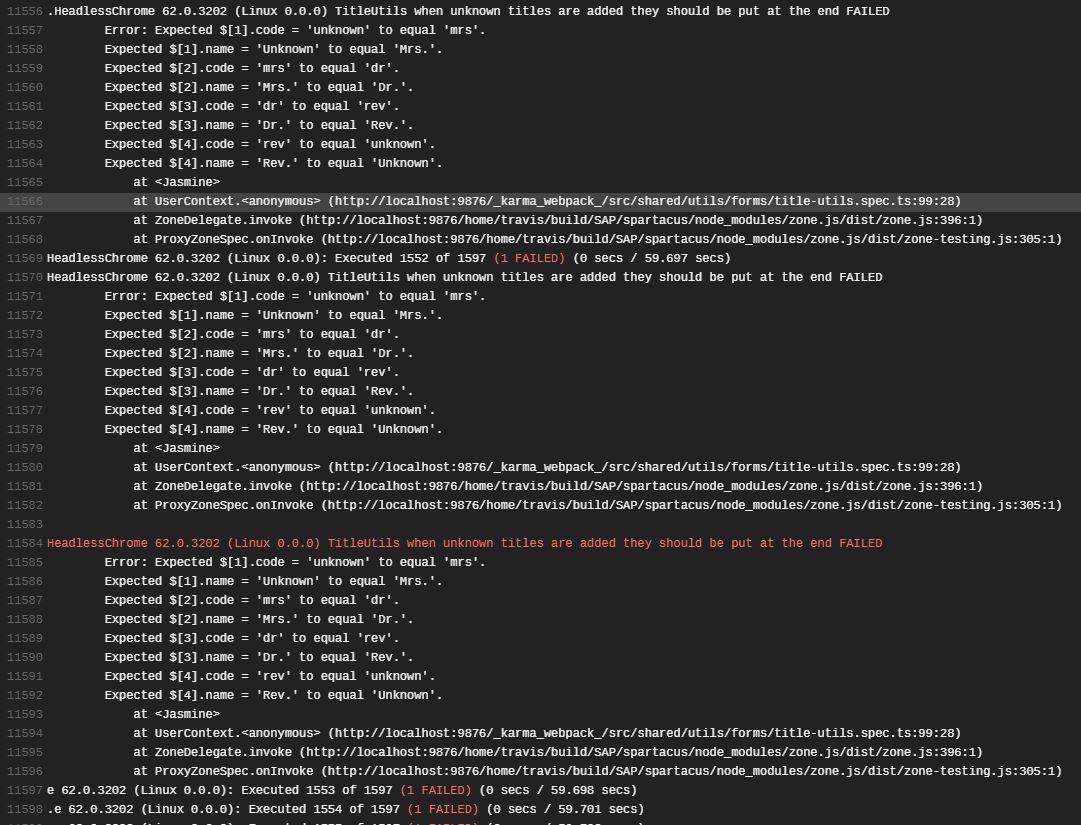 11556 .HeadlessChrome 62.0.3202 (Linux 0.0.0) TitleUtils when unknown titles are added they should be put at the end FAILED
11557 Error: Expected $[1].code = 'unknown' to equal 'mrs'.
11558 Expected $[1].name = 'Unknown' to equal 'Mrs.'.
11559 Expected $[2].code = 'mrs' to equal 'dr'.
11560 Expected $[2].name = 'Mrs.' to equal 'Dr.'.
11561 Expected $[3].code = 'dr' to equal 'rev'.
11562 Expected $[3].name = 'Dr.' to equal 'Rev.'.
11563 Expected $[4].code = 'rev' to equal 'unknown'.
11564 Expected $[4].name = 'Rev.' to equal 'Unknown'.
11565 at <Jasmine>
11566 at UserContext.<anonymous> (http://localhost:9876/_karma_webpack_/src/shared/utils/forms/title-utils.spec.ts:99:28)
11567 at ZoneDelegate.invoke (http://localhost:9876/home/travis/build/SAP/spartacus/node_modules/zone.js/dist/zone.js:396:1)
11568 at ProxyZoneSpec.onInvoke (http://localhost:9876/home/travis/build/SAP/spartacus/node_modules/zone.js/dist/zone-testing.js:305:1)
11569 HeadlessChrome 62.0.3202 (Linux 0.0.0): Executed 1552 of 1597 (1 FAILED) (0 secs / 59.697 secs)
11570 HeadlessChrome 62.0.3202 (Linux 0.0.0) TitleUtils when unknown titles are added they should be put at the end FAILED
11571 Error: Expected $[1].code = 'unknown' to equal 'mrs'.
11572 Expected $[1].name = 'Unknown' to equal 'Mrs.'.
11573 Expected $[2].code = 'mrs' to equal 'dr'.
11574 Expected $[2].name = 'Mrs.' to equal 'Dr.'.
11575 Expected $[3].code = 'dr' to equal 'rev'.
11576 Expected $[3].name = 'Dr.' to equal 'Rev.'.
11577 Expected $[4].code = 'rev' to equal 'unknown'.
11578 Expected $[4].name = 'Rev.' to equal 'Unknown'.
11579 at <Jasmine>
11580 at UserContext.<anonymous> (http://localhost:9876/_karma_webpack_/src/shared/utils/forms/title-utils.spec.ts:99:28)
11581 at ZoneDelegate.invoke (http://localhost:9876/home/travis/build/SAP/spartacus/node_modules/zone.js/dist/zone.js:396:1)
11582 at ProxyZoneSpec.onInvoke (http://localhost:9876/home/travis/build/SAP/spartacus/node_modules/zone.js/dist/zone-testing.js:305:1)
11583
11584 HeadlessChrome 62.0.3202 (Linux 0.0.0) TitleUtils when unknown titles are added they should be put at the end FAILED
11585 Error: Expected $[1].code = 'unknown' to equal 'mrs'.
11586 Expected $[1].name = 'Unknown' to equal 'Mrs.'.
11587 Expected $[2].code = 'mrs' to equal 'dr'.
11588 Expected $[2].name = 'Mrs.' to equal 'Dr.'.
11589 Expected $[3].code = 'dr' to equal 'rev'.
11590 Expected $[3].name = 'Dr.' to equal 'Rev.'.
11591 Expected $[4].code = 'rev' to equal 'unknown'.
11592 Expected $[4].name = 'Rev.' to equal 'Unknown'.
11593 at <Jasmine>
11594 at UserContext.<anonymous> (http://localhost:9876/_karma_webpack_/src/shared/utils/forms/title-utils.spec.ts:99:28)
11595 at ZoneDelegate.invoke (http://localhost:9876/home/travis/build/SAP/spartacus/node_modules/zone.js/dist/zone.js:396:1)
11596 at ProxyZoneSpec.onInvoke (http://localhost:9876/home/travis/build/SAP/spartacus/node_modules/zone.js/dist/zone-testing.js:305:1)
11597 e 62.0.3202 (Linux 0.0.0): Executed 1553 of 1597 (1 FAILED) (0 secs / 59.698 secs)
11598 .e 62.0.3202 (Linux 0.0.0): Executed 1554 of 1597 (1 FAILED) (0 secs / 59.701 secs)